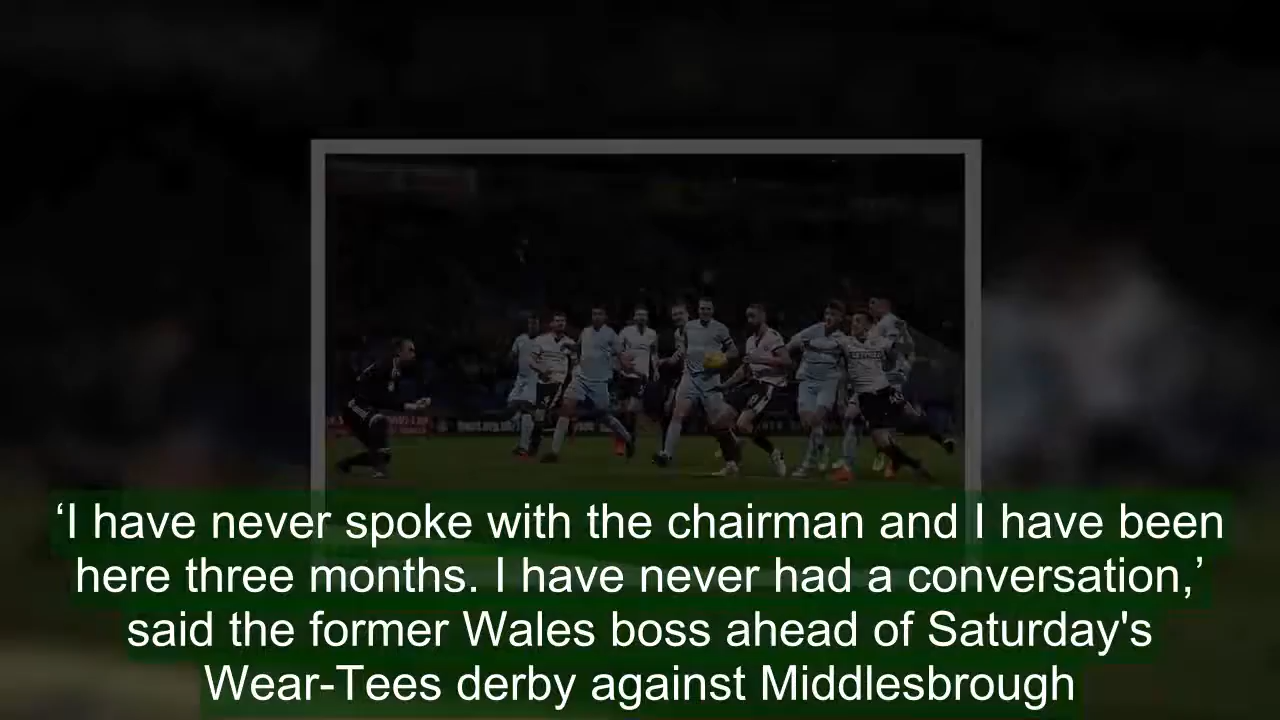 ‘I have never spoke with the chairman and I have been
here three months. I have never had a conversation,’
said the former Wales boss ahead of Saturday's
Wear-Tees derby against Middlesbrough